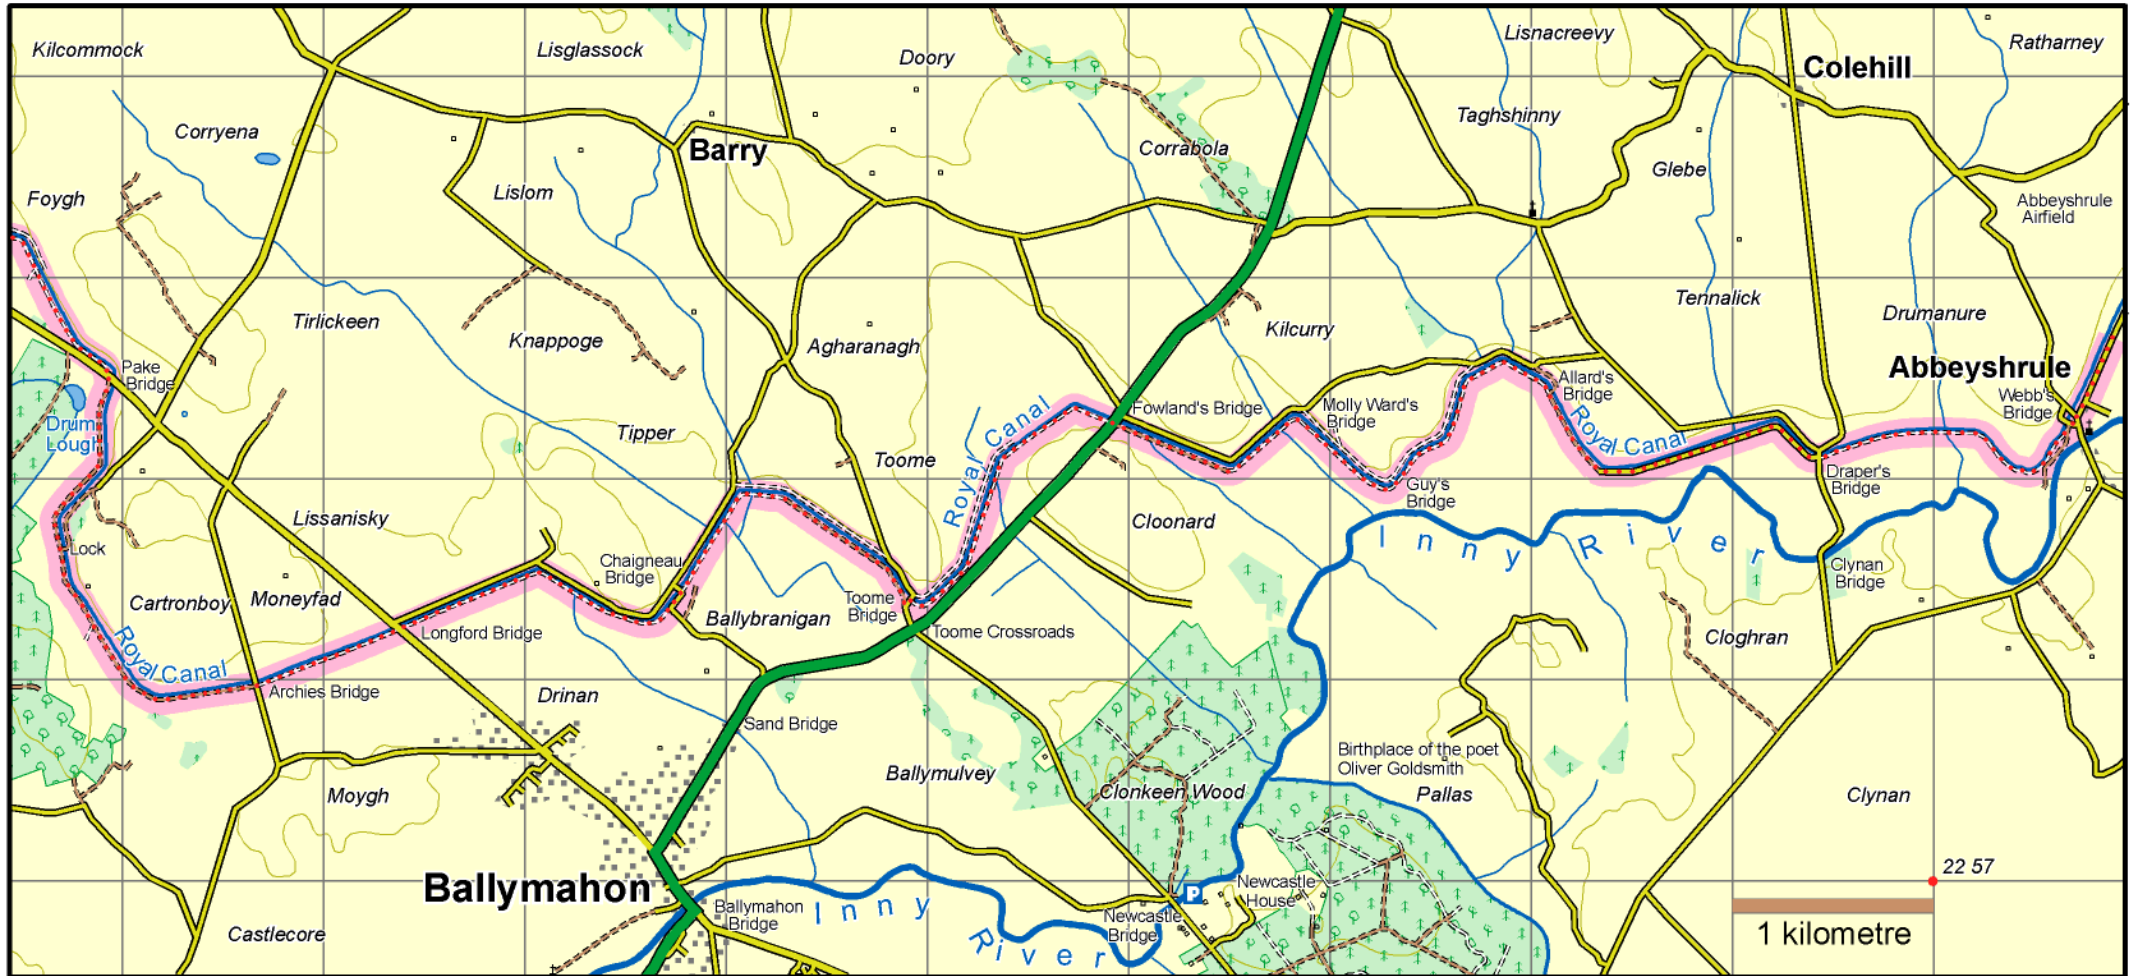 Kilcommock
Lisglassock
Doory
Lisnacreevy
Colehill
Ratharney
Corryena
Barry
Corrabola
Taghshinny
Glebe
Foygh
Lislom
Abbeyshrule
Airfield
Tirlickeen
Knappoge
Agharanagh
Kilcurry
Tennalick
Drumanure
Pake
Bridge
Abbeyshrule
Allard's
Bridge
Webb's
Bridge
Drum
Lough
Tipper
Toome
Royal Canal
Fowland's Bridge
Molly Ward's
Bridge
Royal Canal
Guy's
Bridge
Draper's
Bridge
Lissanisky
Cloonard
Lock
Inny River
Chaigneau
Bridge
Clynan
Bridge
Cartronboy
Moneyfad
Longford Bridge
Ballybranigan
Toome
Bridge
Toome Crossroads
Cloghran
Royal Canal
Archies Bridge
Drinan
Sand Bridge
Birthplace of the poet
Oliver Goldsmith
Pallas
Ballymulvey
Clonkeen Wood
Moygh
Clynan
22 57
Ballymahon
P
Newcastle
House
Ballymahon
Bridge
Inny River
Newcastle
Bridge
Castlecore
1 kilometre